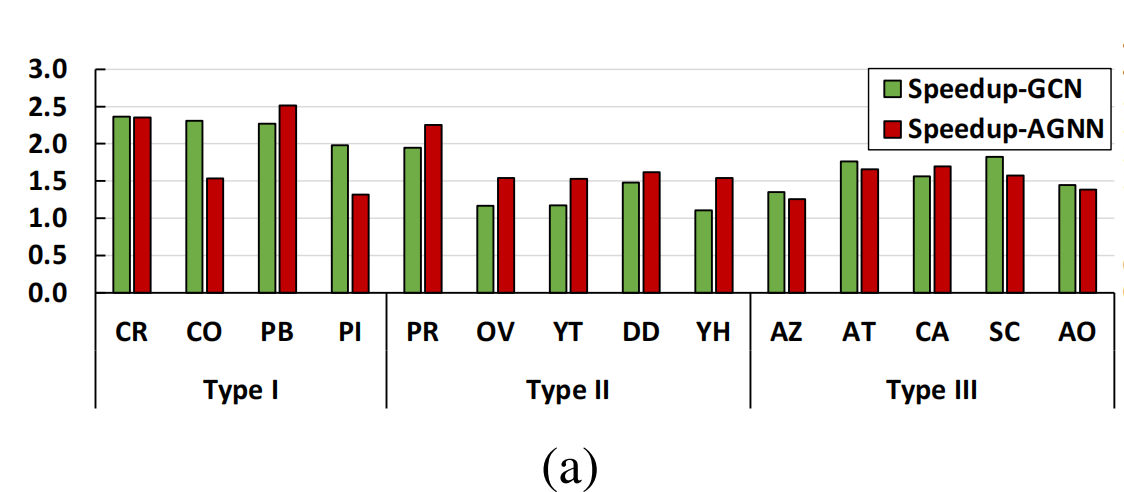 3.0
2.5
2.0
1.5
1.0
0.5
0.0
Speedup-GCN
Speedup-AGNN
CR CO PB PI PR OV YT DD YH AZ AT CA SC AO
Type I Type II Type III
(a)